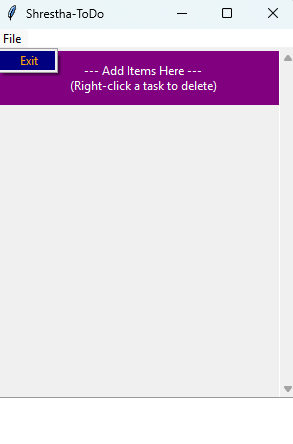 Shrestha-ToDo
File
Exit
--- Add Items Here ---
(Right-click a task to delete)